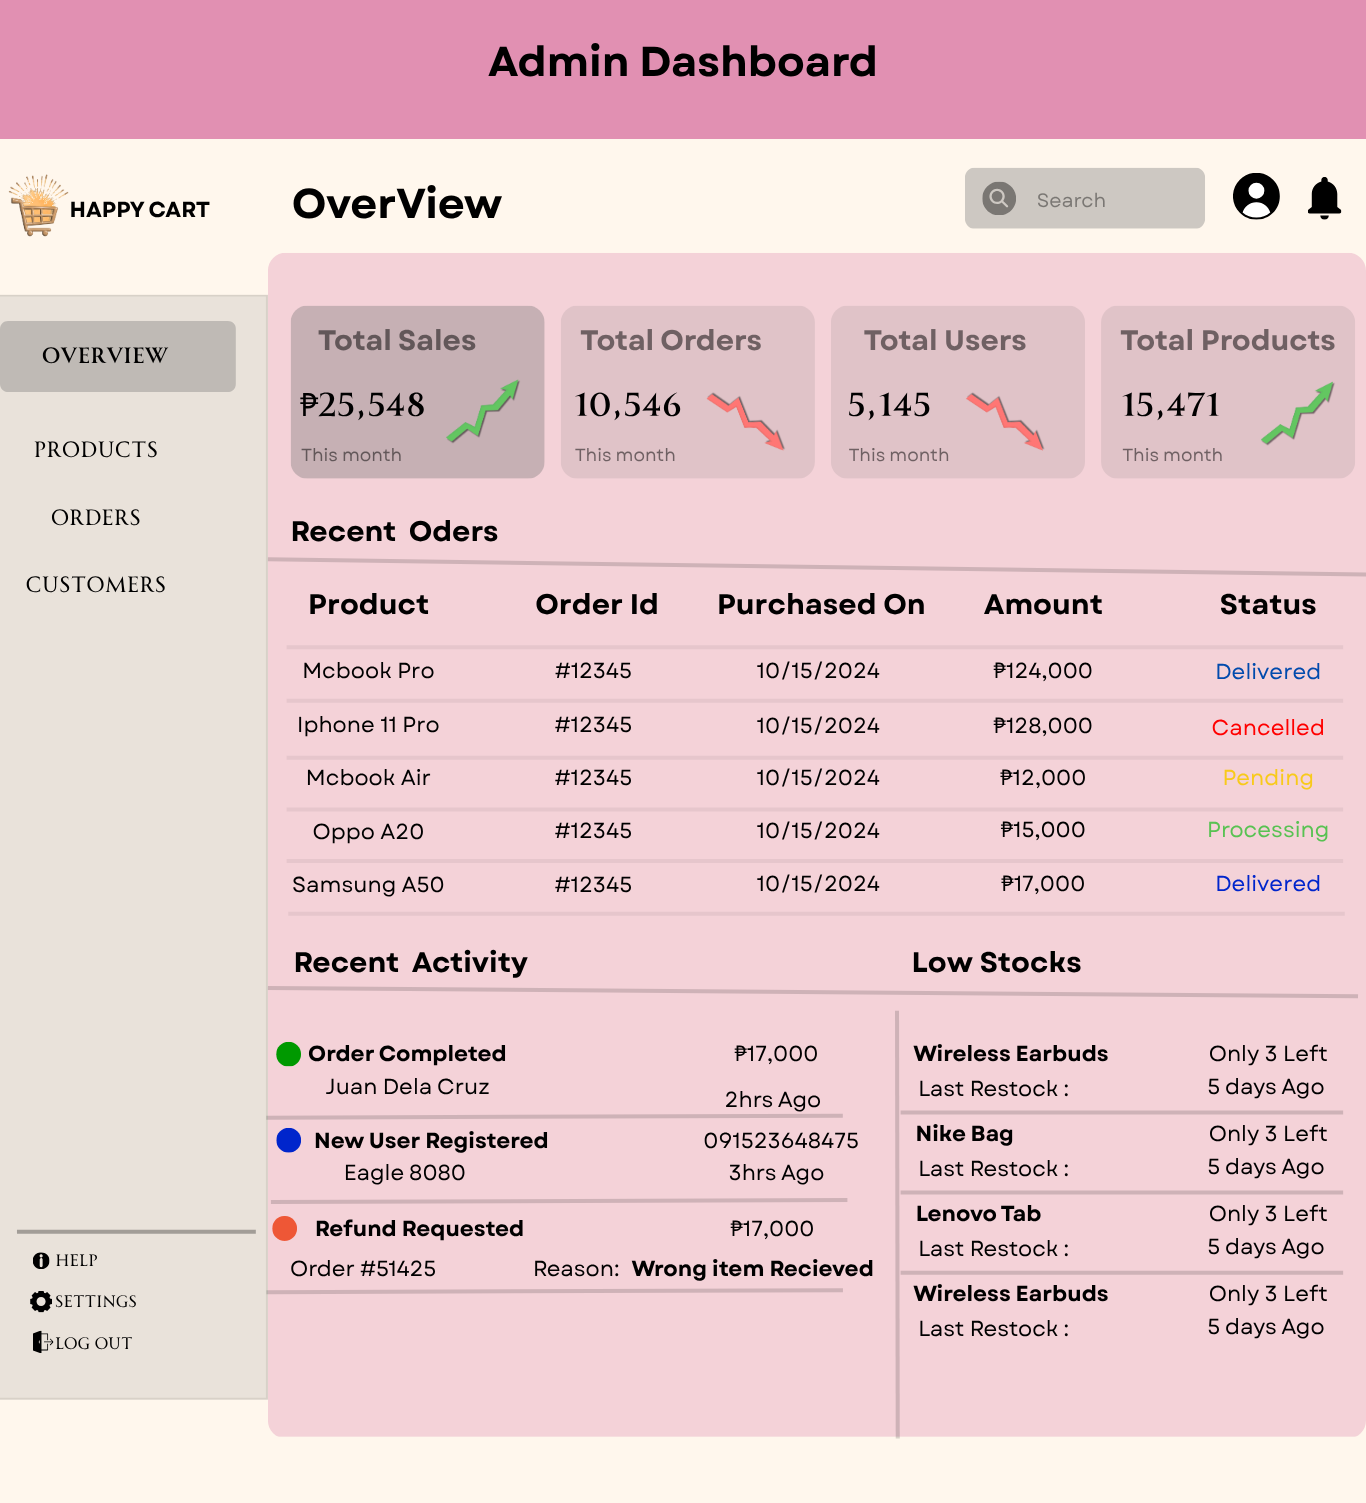 Admin Dashboard
HAPPY CART
OverView
Search
OVERVIEW
PRODUCTS
ORDERS
CUSTOMERS
HELP
SETTINGS
LOG OUT
Total Sales
₱25,548
This month
Total Orders
10,546
This month
Total Users
5,145
This month
Total Products
15,471
This month
Recent Oders
Product Order Id Purchased On Amount Status
Mcbook Pro #12345 10/15/2024 ₱124,000 Delivered
Iphone 11 Pro #12345 10/15/2024 ₱128,000 Cancelled
Mcbook Air #12345 10/15/2024 ₱12,000 Pending
Oppo A20 #12345 10/15/2024 ₱15,000 Processing
Samsung A50 #12345 10/15/2024 ₱17,000 Delivered
Recent Activity
Order Completed ₱17,000
Juan Dela Cruz
2hrs Ago
New User Registered 091523648475
Eagle 8080 3hrs Ago
Refund Requested ₱17,000
Order #51425 Reason: Wrong item Recieved
Low Stocks
Wireless Earbuds Only 3 Left
Last Restock : 5 days Ago
Nike Bag Only 3 Left
Last Restock : 5 days Ago
Lenovo Tab Only 3 Left
Last Restock : 5 days Ago
Wireless Earbuds Only 3 Left
Last Restock : 5 days Ago